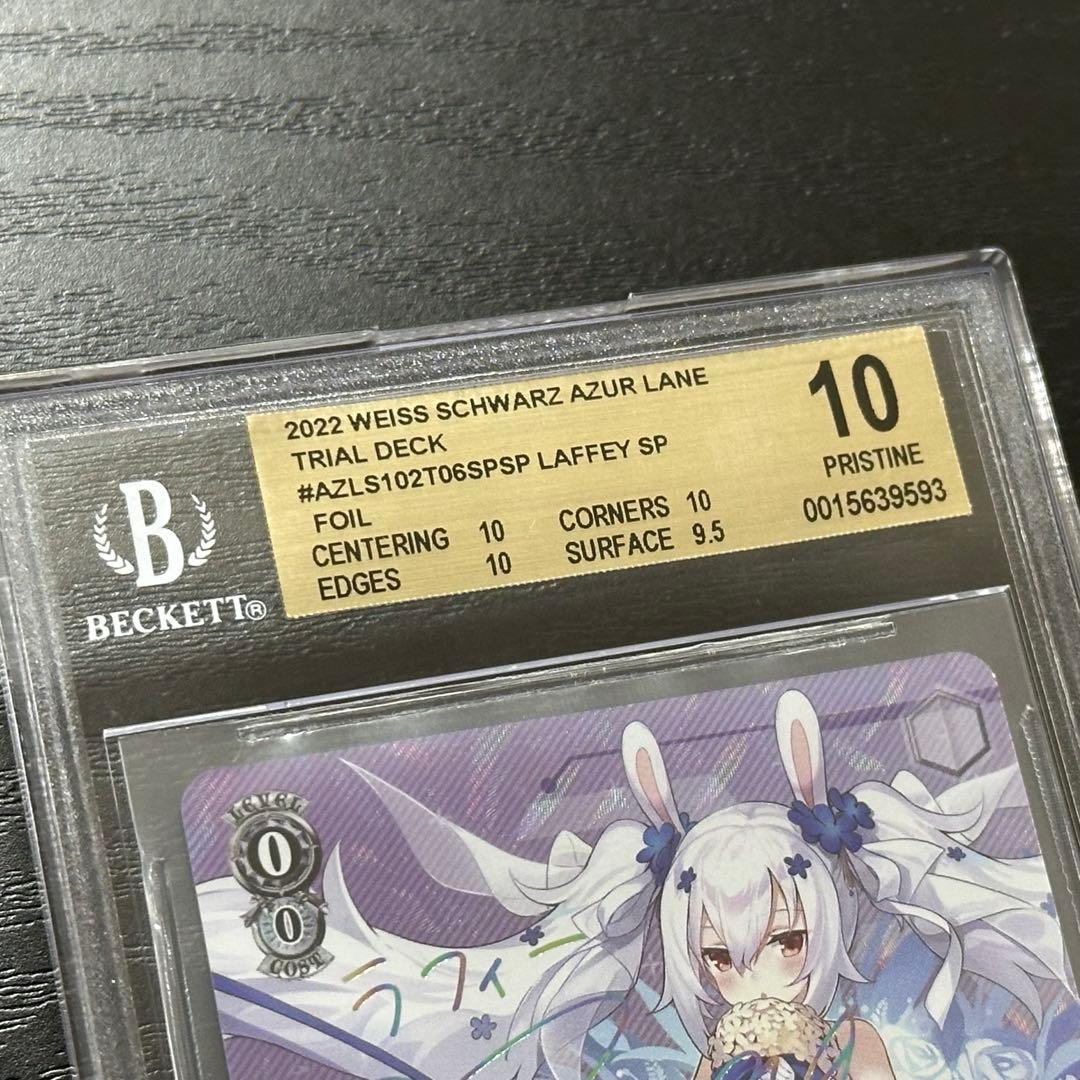 2022 WEISS SCHWARZ AZUR LANE
TRIAL DECK
#AZLS102T06SPSP LAFFEY SP
FOIL
CENTERING 10 CORNERS 10
EDGES 10 SURFACE 9.5
10
PRISTINE
0015639593
B
BECKETT®
LEVEL
0
0
COST
ラフィー